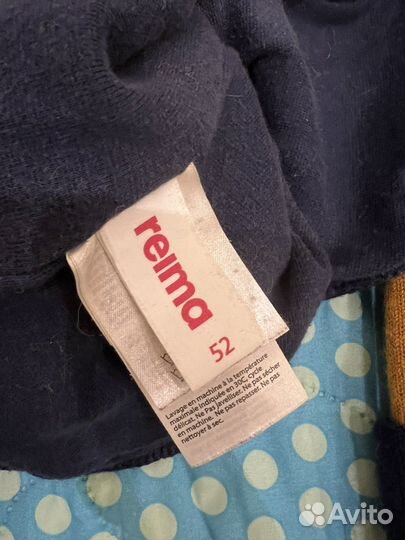 reima
52
Lavage en machine à la température
maximale indiquée en 30C, cycle
délicat. Ne Pas Javelliser. Ne pas sécher
en machine. Ne pas repasser. Ne pas
nettoyer à sec.
Avito